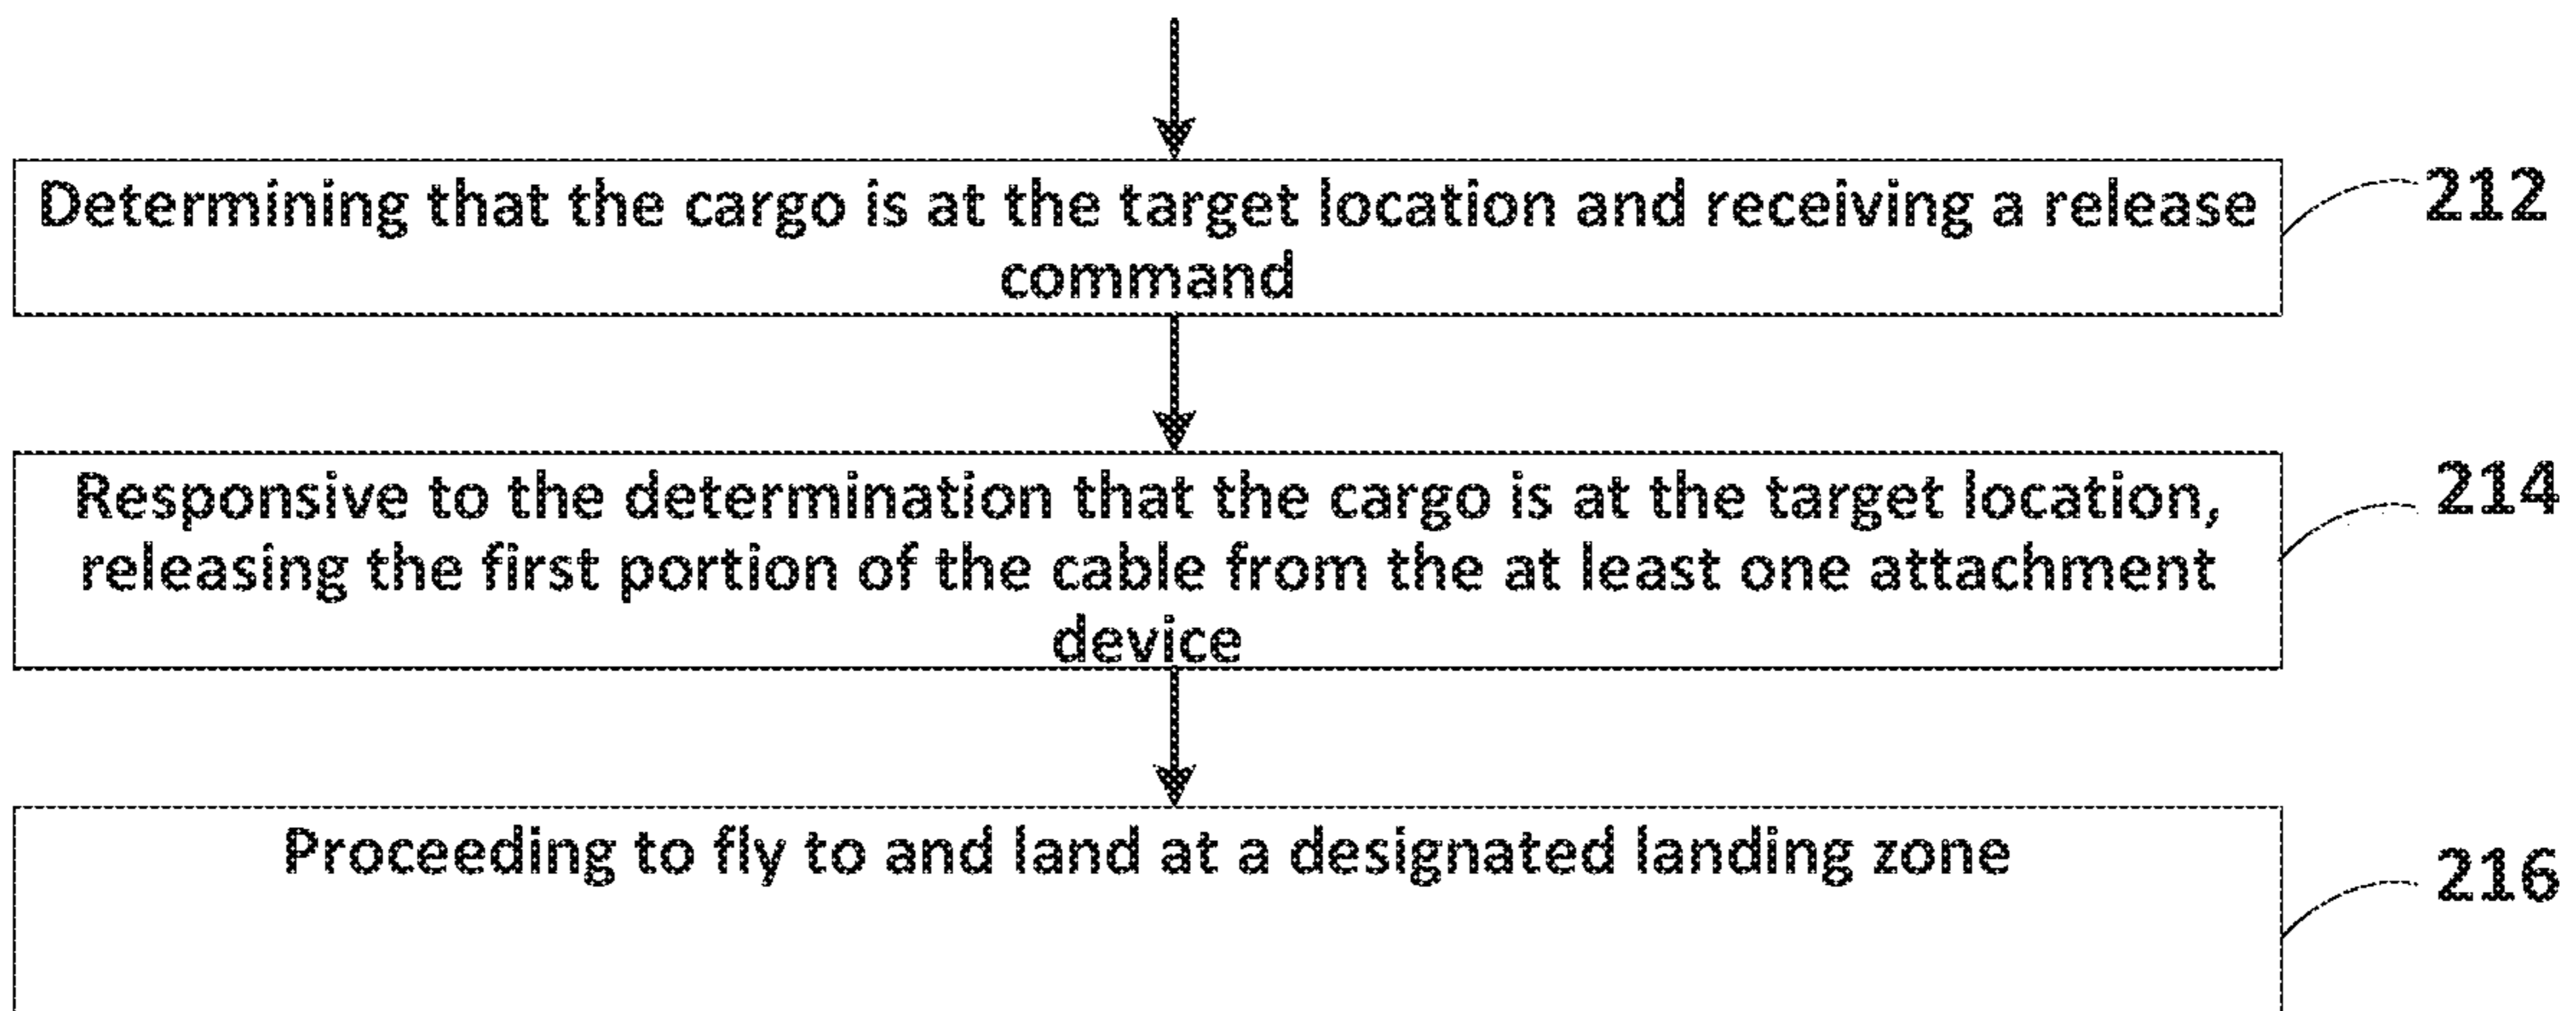 Determining that the cargo is at the target location and receiving a release
command
212
Responsive to the determination that the cargo is at the target location,
releasing the first portion of the cable from the at least one attachment
device
214
Proceeding to fly to and land at a designated landing zone
216